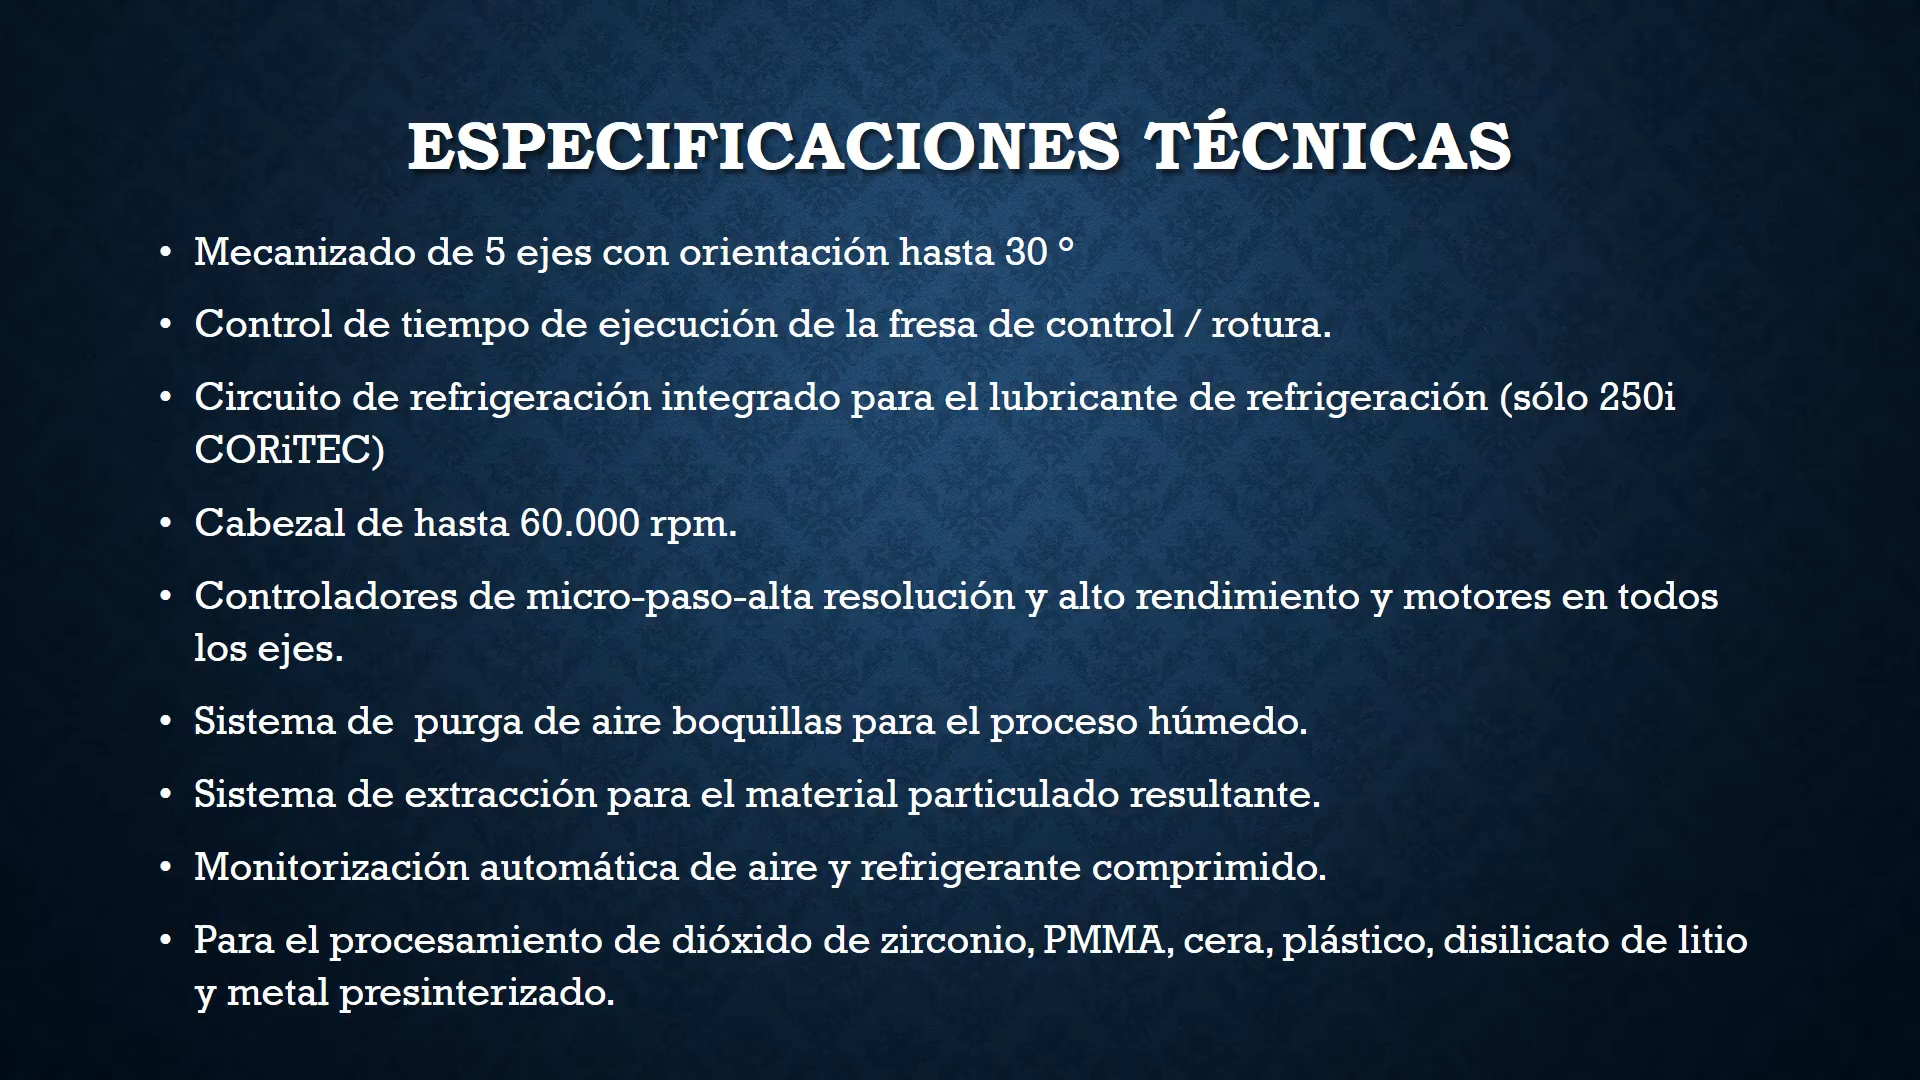 ESPECIFICACIONES TÉCNICAS
• Mecanizado de 5 ejes con orientación hasta 30 °
• Control de tiempo de ejecución de la fresa de control / rotura.
• Circuito de refrigeración integrado para el lubricante de refrigeración (sólo 250i
CORiTEC)
• Cabezal de hasta 60.000 rpm.
• Controladores de micro-paso-alta resolución y alto rendimiento y motores en todos
los ejes.
• Sistema de  purga de aire boquillas para el proceso húmedo.
• Sistema de extracción para el material particulado resultante.
• Monitorización automática de aire y refrigerante comprimido.
• Para el procesamiento de dióxido de zirconio, PMMA, cera, plástico, disilicato de litio
y metal presinterizado.